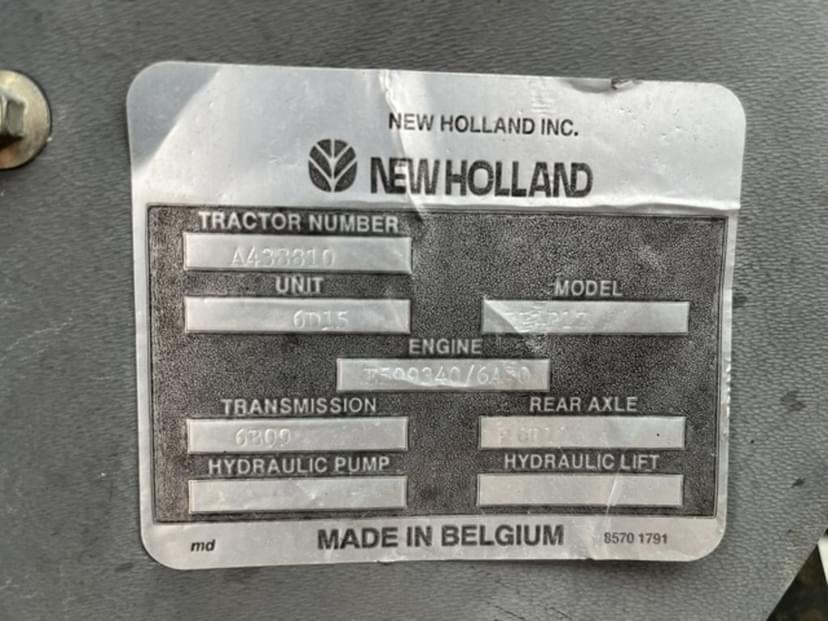 NEW HOLLAND INC.
NEW HOLLAND
TRACTOR NUMBER
A438810
UNIT MODEL
6D15
ENGINE
TRANSMISSION REAR AXLE
6B09
HYDRAULIC PUMP HYDRAULIC LIFT
md MADE IN BELGIUM 8570 1791